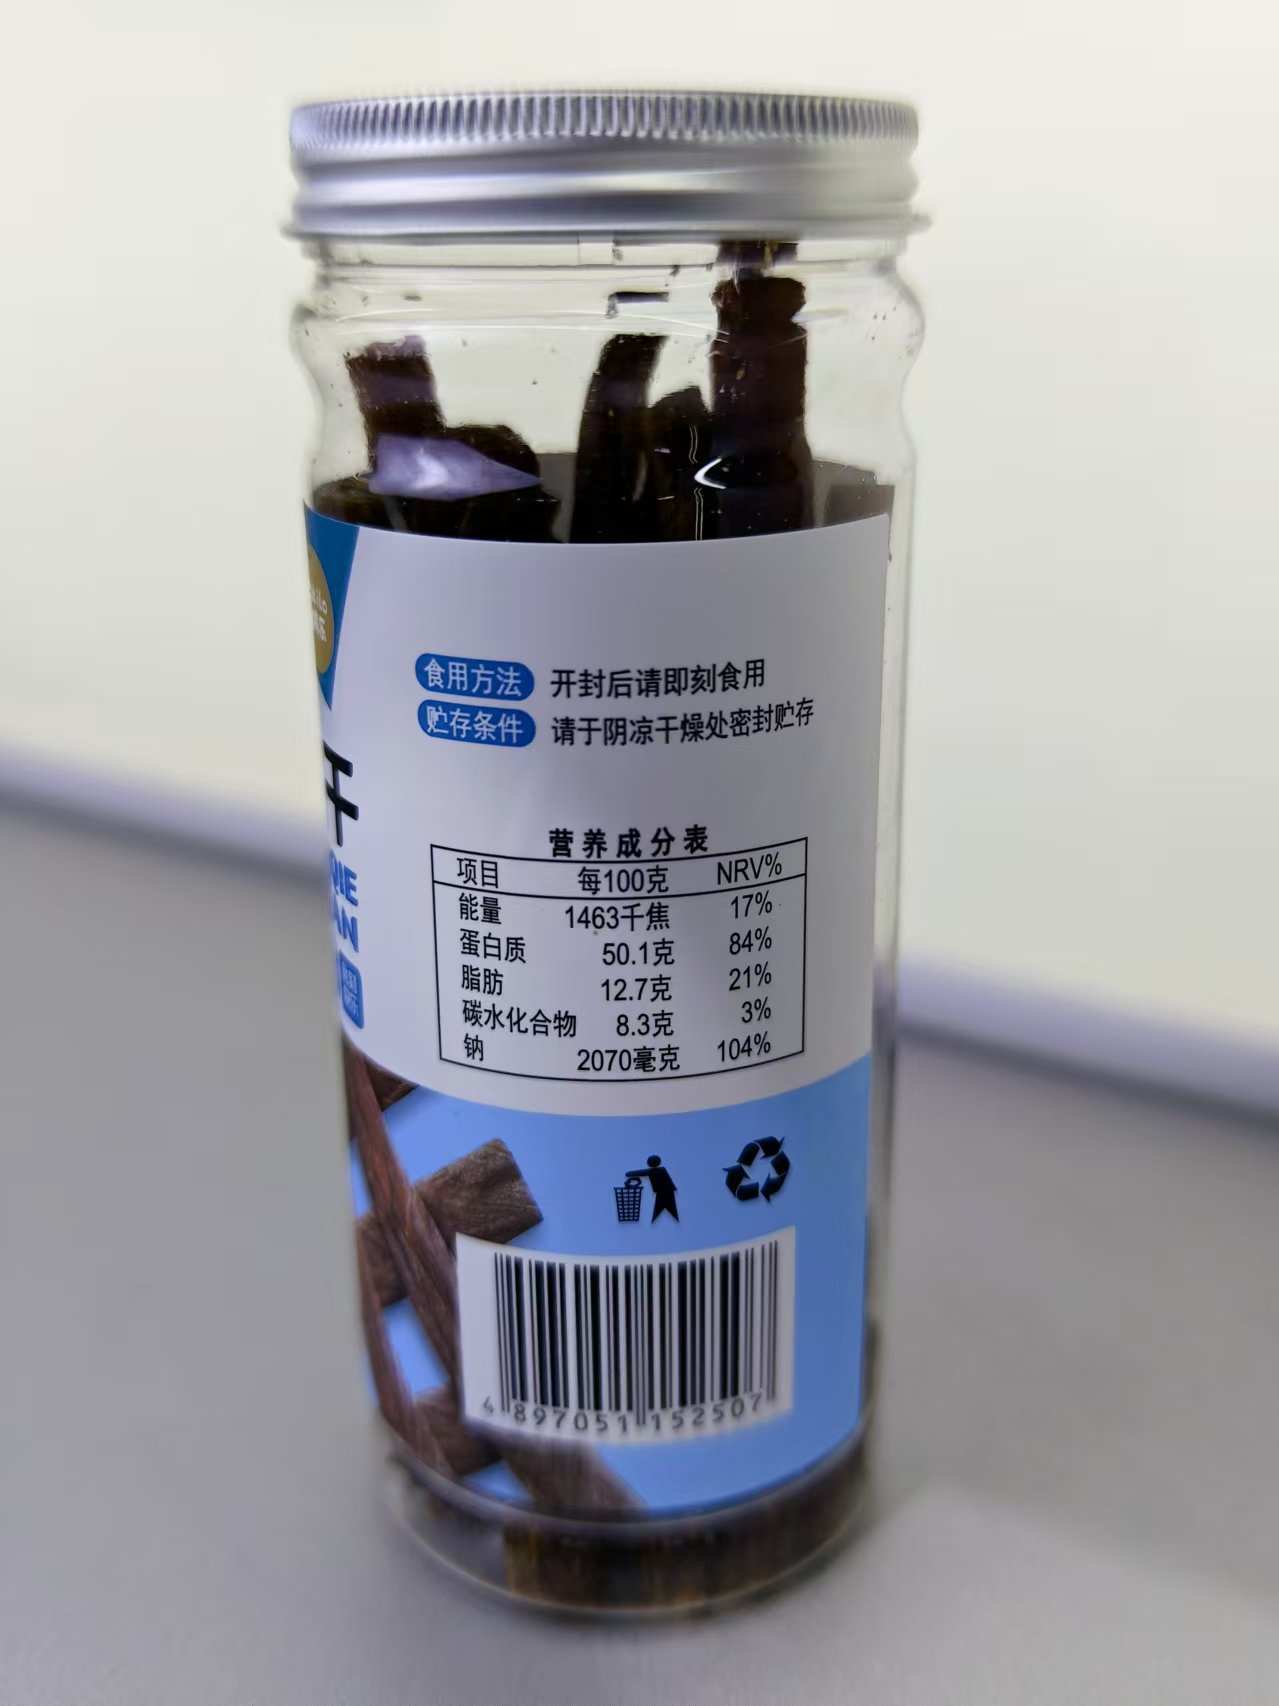 食用方法 开封后请即刻食用
贮存条件 请于阴凉干燥处密封贮存
干
QIE
AN
营养成分表
项目 每100克 NRV%
能量 1463千焦 17%
蛋白质 50.1克 84%
脂肪 12.7克 21%
碳水化合物 8.3克 3%
钠 2070毫克 104%
4 897051 152507